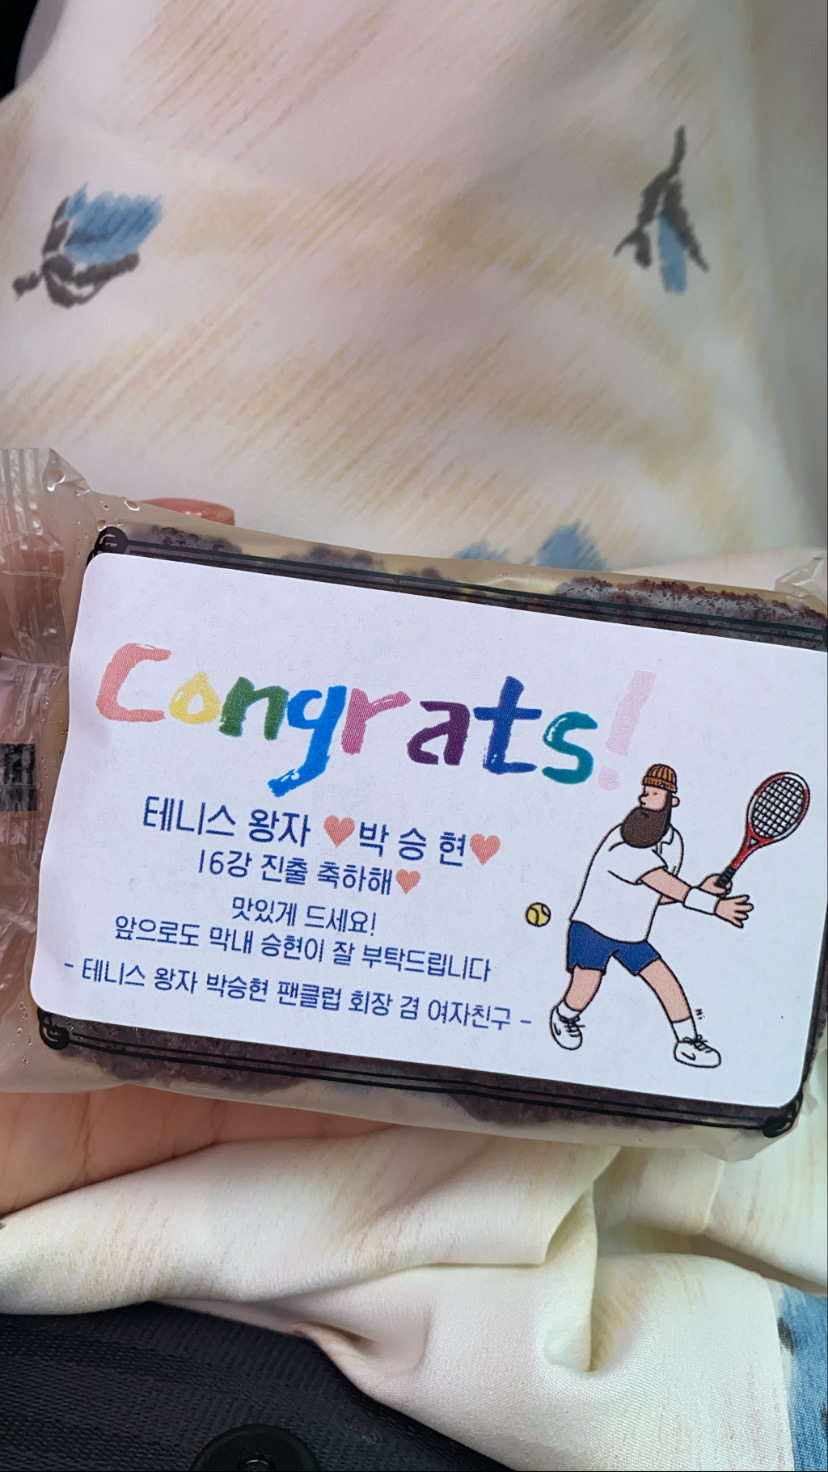 Congrats!
테니스 왕자 ♥박 승 현♥
16강 진출 축하해♥
맛있게 드세요!
앞으로도 막내 승현이 잘 부탁드립니다
- 테니스 왕자 박승현 팬클럽 회장 겸 여자친구 -